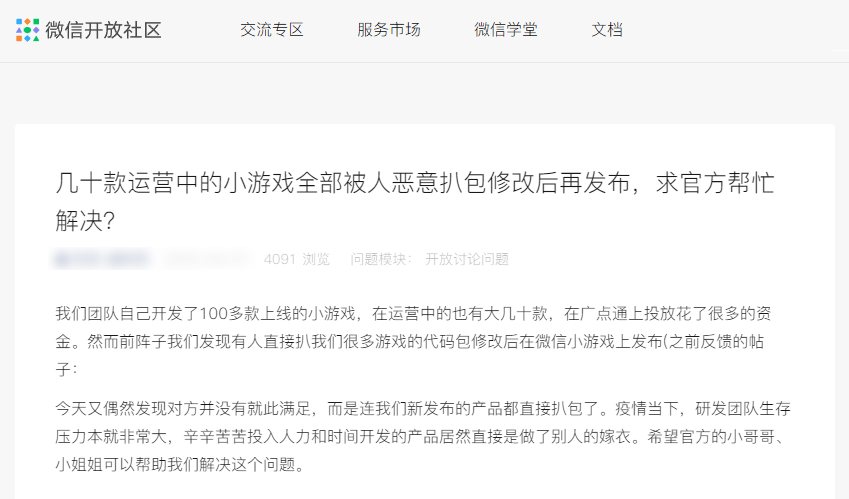 微信开放社区 交流专区 服务市场 微信学堂 文档
几十款运营中的小游戏全部被人恶意扒包修改后再发布，求官方帮忙
解决？
4091 浏览 问题模块： 开放讨论问题
我们团队自己开发了100多款上线的小游戏，在运营中的也有大几十款，在广点通上投放花了很多的资
金。然而前阵子我们发现有人直接扒我们很多游戏的代码包修改后在微信小游戏上发布(之前反馈的帖
子：
今天又偶然发现对方并没有就此满足，而是连我们新发布的产品都直接扒包了。疫情当下，研发团队生存
压力本就非常大，辛辛苦苦投入人力和时间开发的产品居然直接是做了别人的嫁衣。希望官方的小哥哥、
小姐姐可以帮助我们解决这个问题。